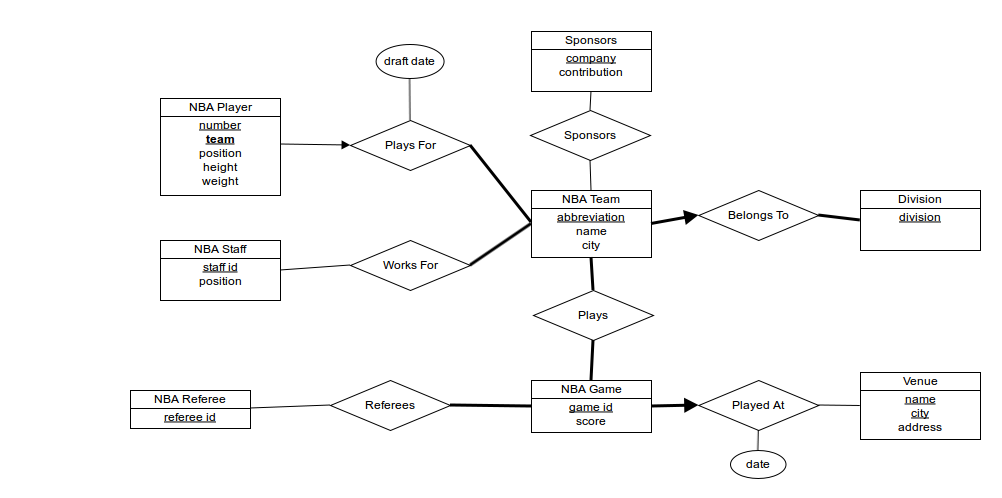 Sponsors
company
contribution
draft date
NBA Player
number
team
position
height
weight
Plays For
Sponsors
NBA Team
abbreviation
name
city
Belongs To
Division
division
NBA Staff
staff id
position
Works For
Plays
NBA Referee
referee id
Referees
NBA Game
game id
score
Played At
Venue
name
city
address
date